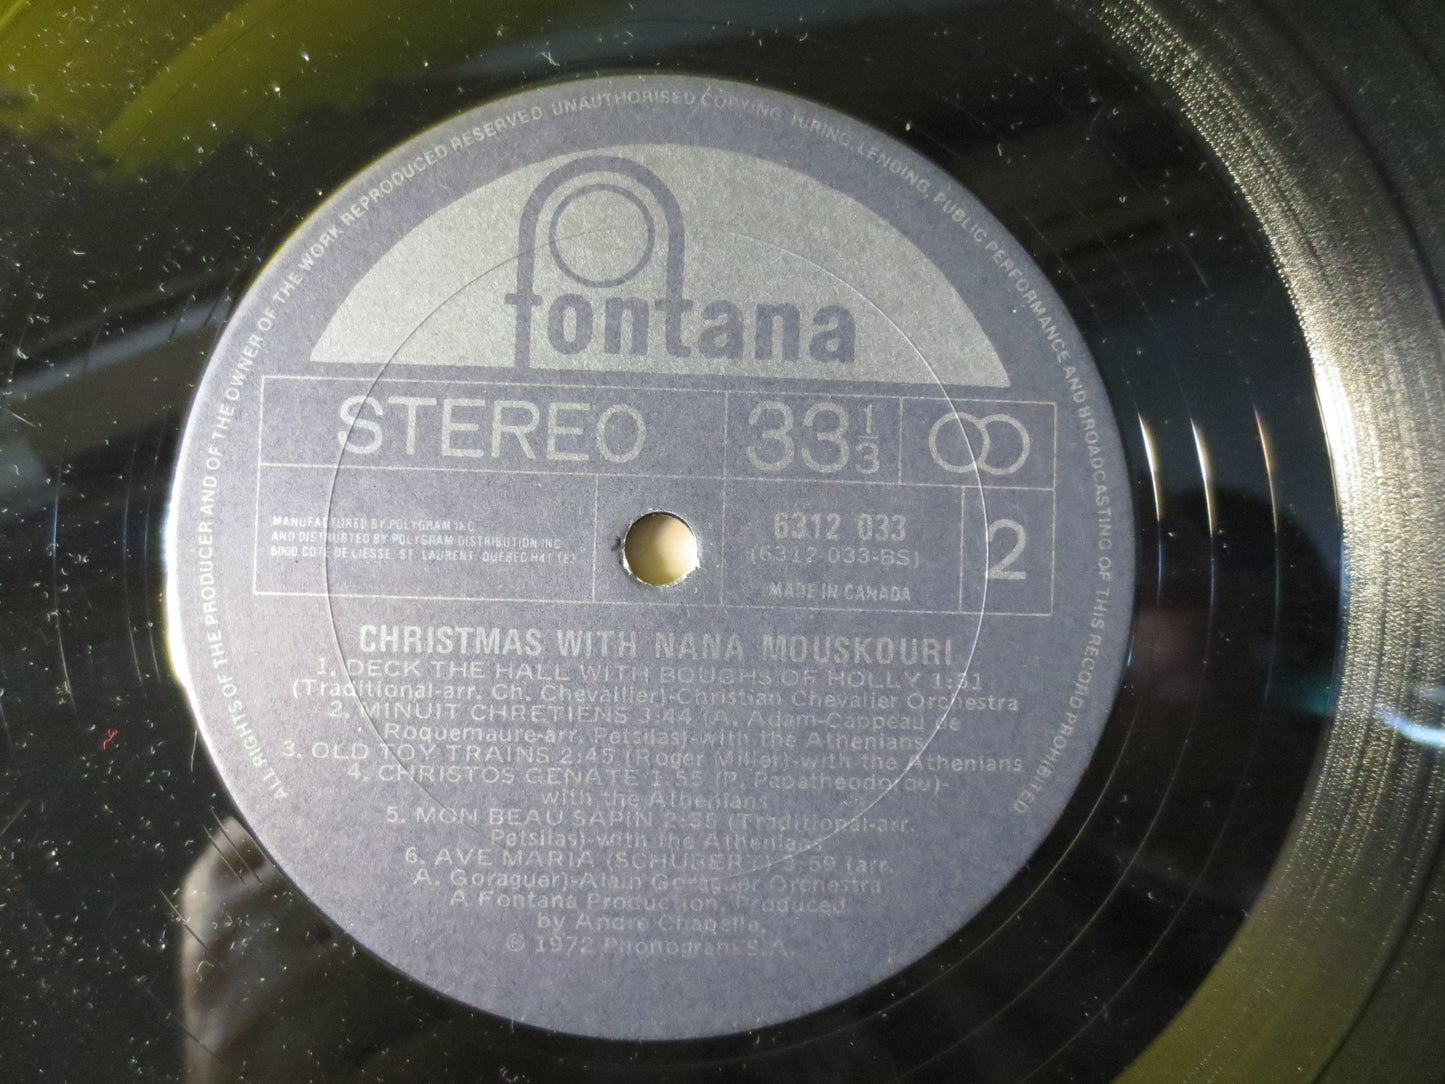 ALL RIGHTS OF THE PRODUCER AND OF THE OWNER OF THE WORK REPRODUCED RESERVED. UNAUTHORISED COPYING, HIRING, LENDING, PUBLIC PERFORMANCE AND BROADCASTING OF THIS RECORD PROHIBITED
fontana
STEREO
33 1/3
MANUFACTURED BY POLYGRAM INC
AND DISTRIBUTED BY POLYGRAM DISTRIBUTION INC
6000 COTE DE LIESSE, ST. LAURENT, QUEBEC H4T 1E3
6312 033
(6312 033-BS)
MADE IN CANADA
2
CHRISTMAS WITH NANA MOUSKOURI
1. DECK THE HALL WITH BOUGHS OF HOLLY 1:31
(Traditional-arr. Ch. Chevallier)-Christian Chevalier Orchestra
2. MINUIT CHRETIENS 3:44 (A. Adam-Cappeau de
Roquemaure-arr. Petsilas)-with the Athenians
3. OLD TOY TRAINS 2:45 (Roger Miller)-with the Athenians
4. CHRISTOS GENATE 1:55 (P. Papatheodorou)-
with the Athenians
5. MON BEAU SAPIN 2:35 (Traditional-arr.
Petsilas)-with the Athenians
6. AVE MARIA (SCHUBERT) 3:59 (arr.
A. Goraguer)-Alain Goraguer Orchestra
A Fontana Production, Produced
by André Chapelle.
© 1972 Phonogram S.A.